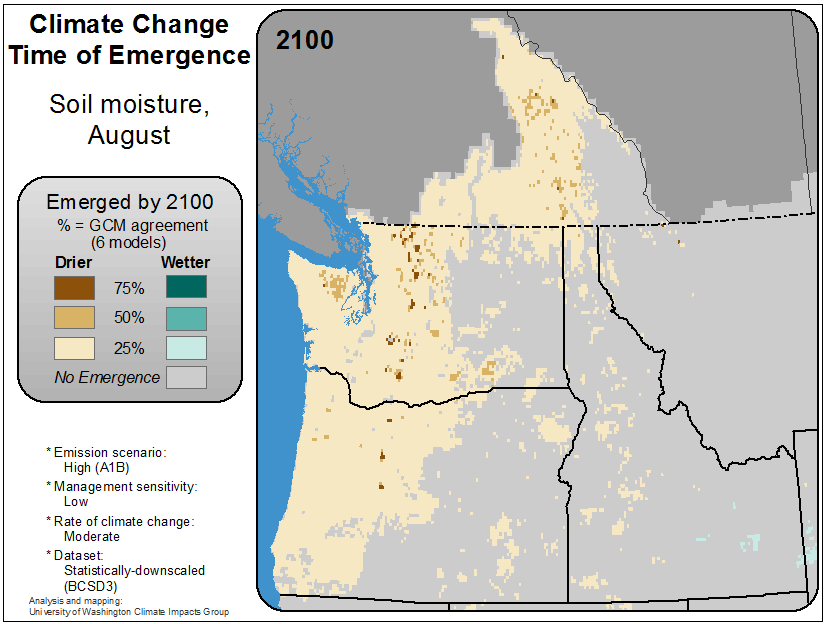 Climate Change
Time of Emergence
Soil moisture,
August
2100
Emerged by 2100
% = GCM agreement
(6 models)
Drier Wetter
75%
50%
25%
No Emergence
* Emission scenario:
High (A1B)
* Management sensitivity:
Low
* Rate of climate change:
Moderate
* Dataset:
Statistically-downscaled
(BCSD3)
Analysis and mapping:
University of Washington Climate Impacts Group